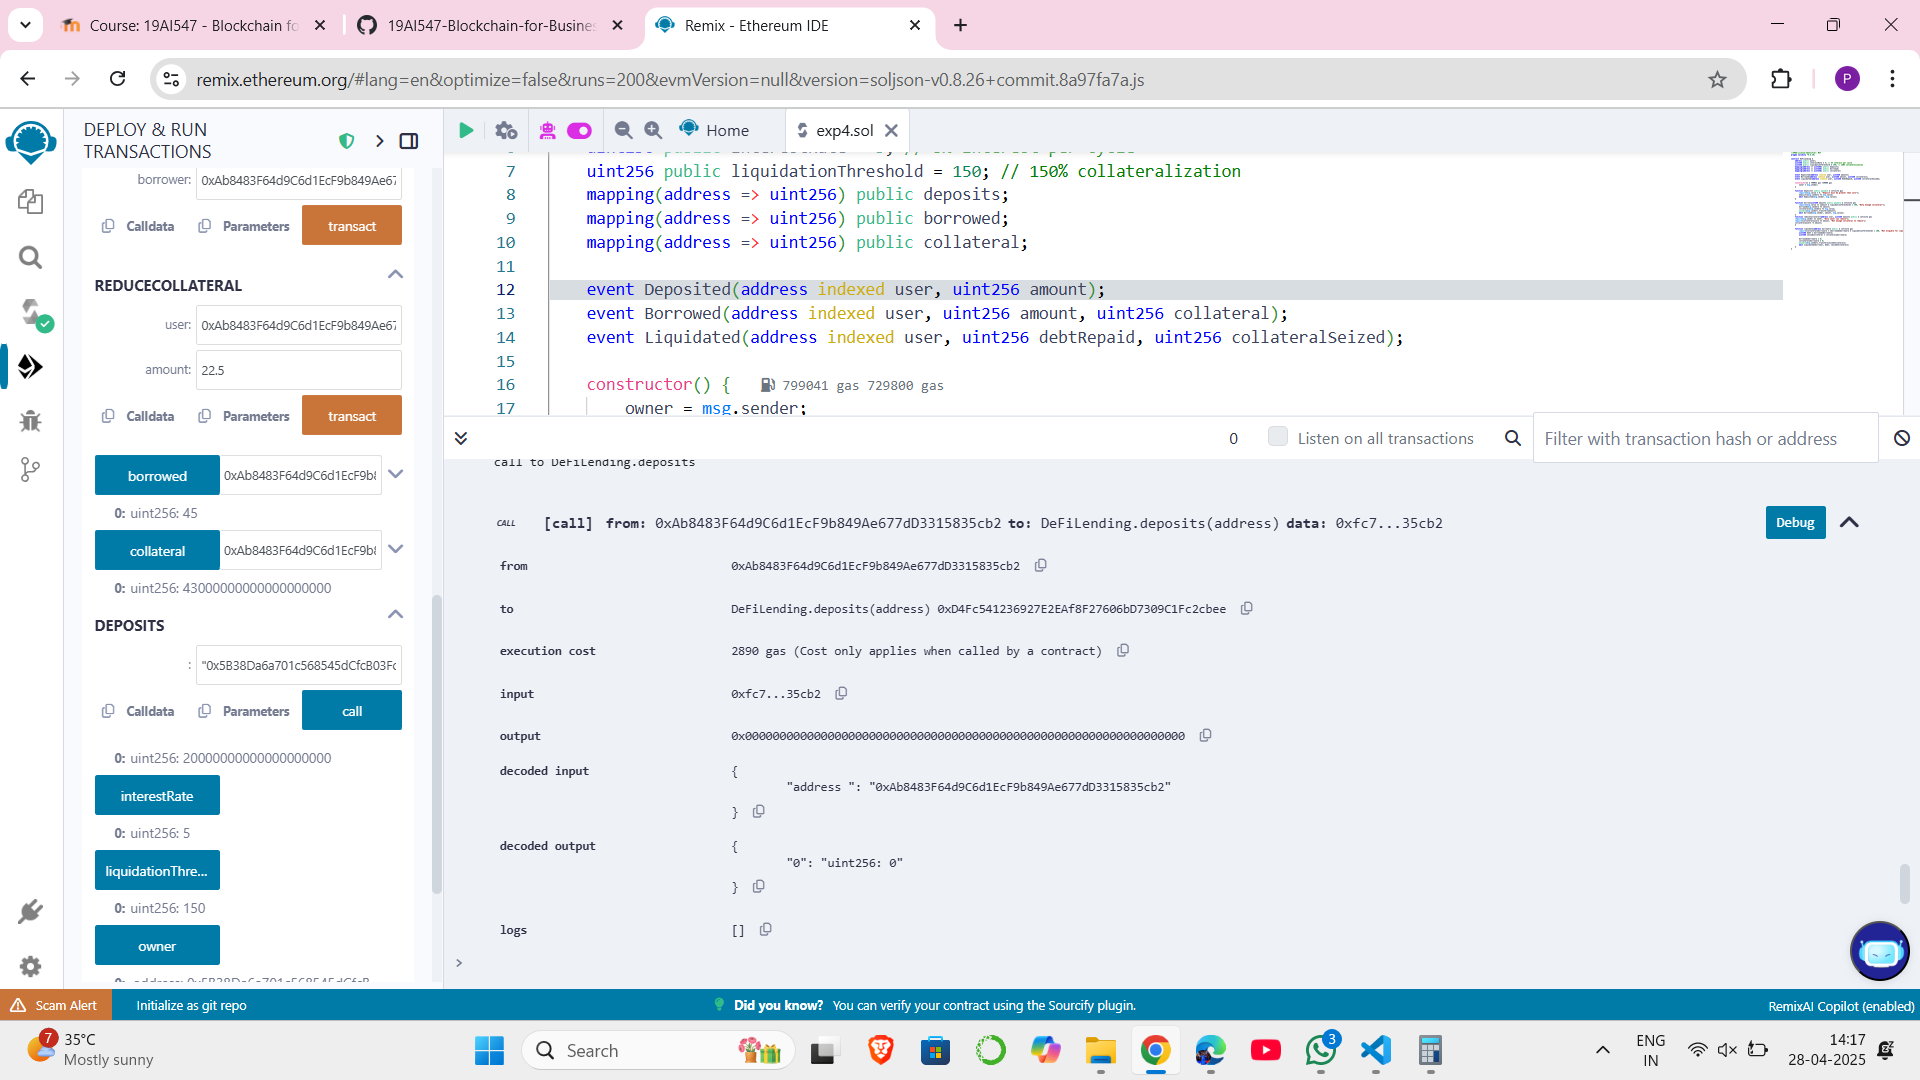 Course: 19AI547 - Blockchain fo
19AI547-Blockchain-for-Busine
Remix - Ethereum IDE
remix.ethereum.org/#lang=en&optimize=false&runs=200&evmVersion=null&version=soljson-v0.8.26+commit.8a97fa7a.js
P
DEPLOY & RUN
TRANSACTIONS
borrower: 0xAb8483F64d9C6d1EcF9b849Ae67
Calldata Parameters transact
REDUCECOLLATERAL
user: 0xAb8483F64d9C6d1EcF9b849Ae67
amount: 22.5
Calldata Parameters transact
borrowed 0xAb8483F64d9C6d1EcF9b8
0: uint256: 45
collateral 0xAb8483F64d9C6d1EcF9b8
0: uint256: 43000000000000000000
DEPOSITS
: "0x5B38Da6a701c568545dCfcB03Fc
Calldata Parameters call
0: uint256: 20000000000000000000
interestRate
0: uint256: 5
liquidationThre...
0: uint256: 150
owner
Home
exp4.sol
7 uint256 public liquidationThreshold = 150; // 150% collateralization
8 mapping(address => uint256) public deposits;
9 mapping(address => uint256) public borrowed;
10 mapping(address => uint256) public collateral;
11
12 event Deposited(address indexed user, uint256 amount);
13 event Borrowed(address indexed user, uint256 amount, uint256 collateral);
14 event Liquidated(address indexed user, uint256 debtRepaid, uint256 collateralSeized);
15
16 constructor() { 799041 gas 729800 gas
17 owner = msg.sender;
0 Listen on all transactions Filter with transaction hash or address
call to DeFiLending.deposits
CALL [call] from: 0xAb8483F64d9C6d1EcF9b849Ae677dD3315835cb2 to: DeFiLending.deposits(address) data: 0xfc7...35cb2 Debug
from 0xAb8483F64d9C6d1EcF9b849Ae677dD3315835cb2
to DeFiLending.deposits(address) 0xD4Fc541236927E2EAf8F27606bD7309C1Fc2cbee
execution cost 2890 gas (Cost only applies when called by a contract)
input 0xfc7...35cb2
output 0x0000000000000000000000000000000000000000000000000000000000000000
decoded input {
"address ": "0xAb8483F64d9C6d1EcF9b849Ae677dD3315835cb2"
}
decoded output {
"0": "uint256: 0"
}
logs []
>
Scam Alert Initialize as git repo Did you know? You can verify your contract using the Sourcify plugin. RemixAI Copilot (enabled)
7 35°C
Mostly sunny
Search
3
ENG
IN
14:17
28-04-2025